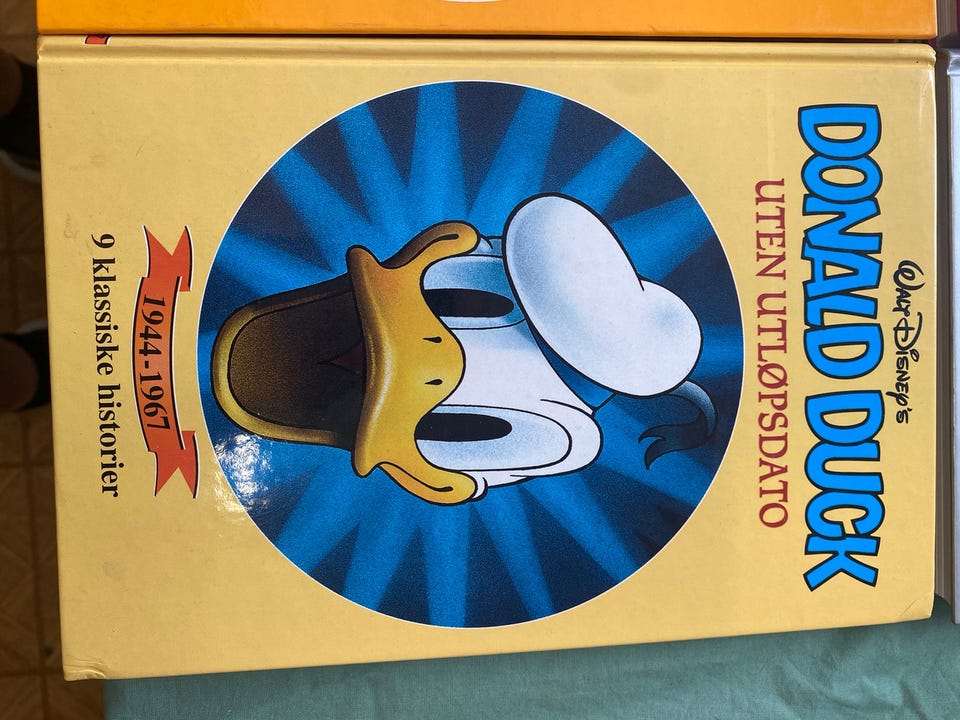 WALT DISNEY'S
DONALD DUCK
UTEN UTLØPSDATO
1944-1967
9 klassiske historier